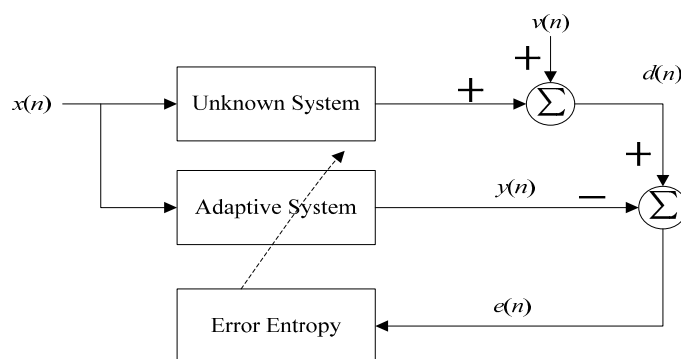 v(n)
+
d(n)
x(n)
Unknown System
+
Σ
+
Adaptive System
y(n)
−
Σ
Error Entropy
e(n)